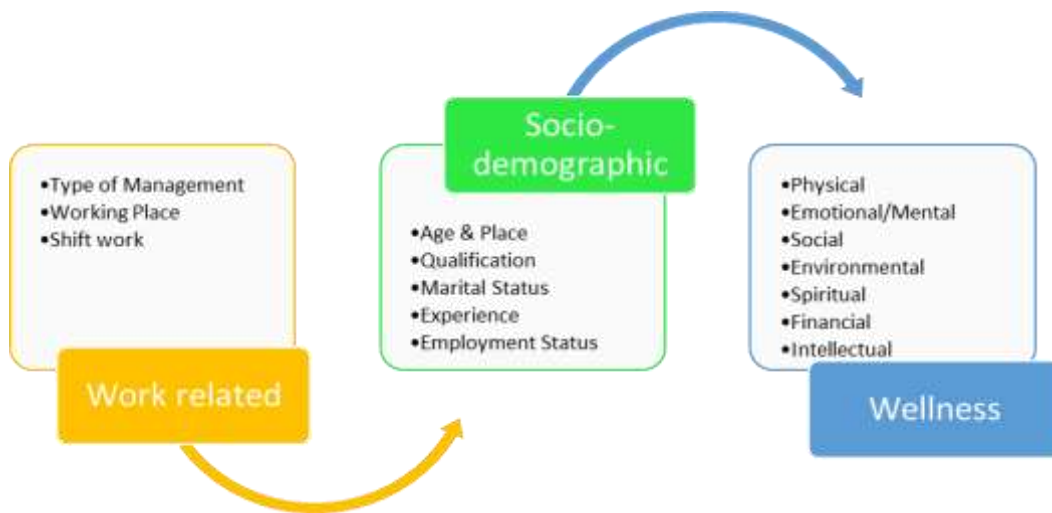 •Type of Management
•Working Place
•Shift work
Work related
Socio-
demographic
•Age & Place
•Qualification
•Marital Status
•Experience
•Employment Status
•Physical
•Emotional/Mental
•Social
•Environmental
•Spiritual
•Financial
•Intellectual
Wellness